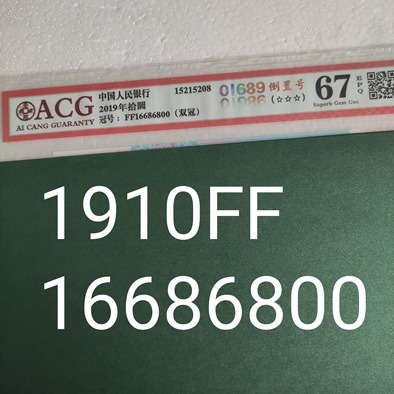 ACG
AI CANG GUARANTY
中国人民银行
2019年拾圆
冠号：FF16686800（双冠）
15215208
01689 倒置号
(☆☆☆)
67
EPQ
Superb Gem Unc
1910FF
16686800